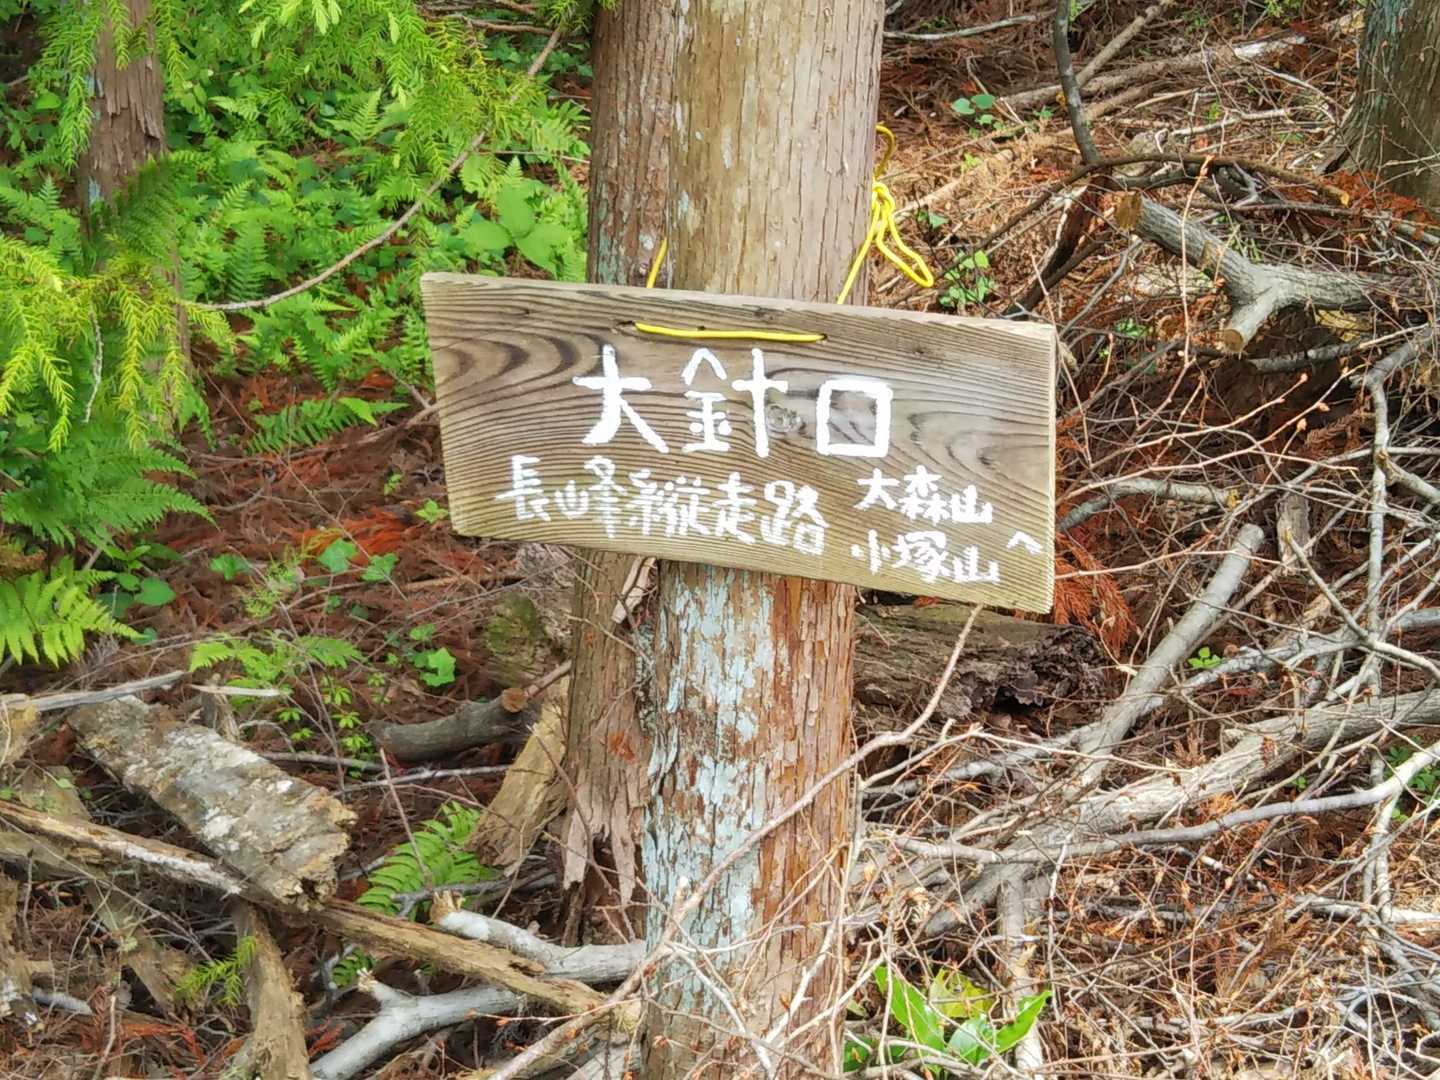 大針口
長峰縦走路 大森山
小塚山 へ